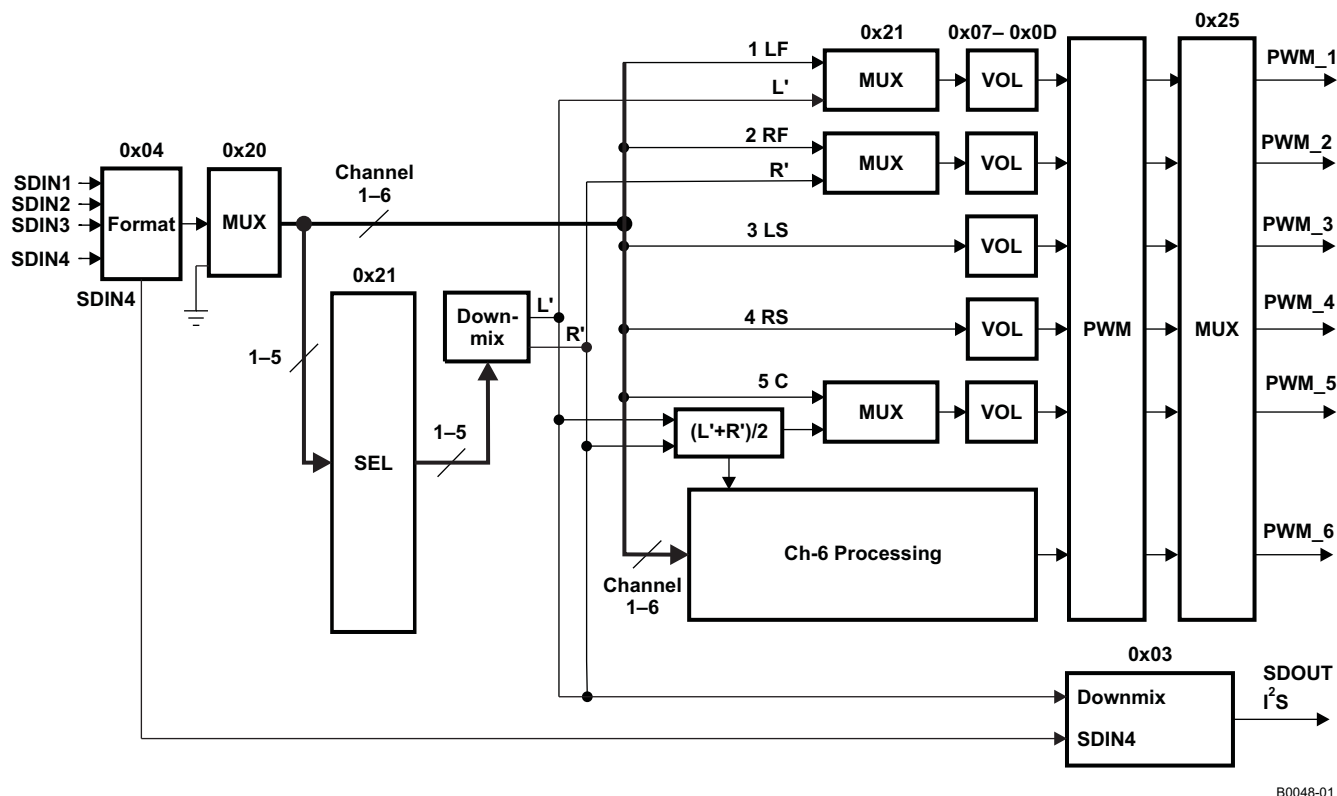 0x25
0x21
0x07– 0x0D
1 LF
MUX
VOL
PWM_1
L'
2 RF
MUX
VOL
PWM_2
R'
0x04
0x20
Channel
1–6
SDIN1
SDIN2
SDIN3
SDIN4
Format
MUX
3 LS
VOL
PWM_3
SDIN4
0x21
Down-
mix
L'
R'
4 RS
VOL
PWM
MUX
PWM_4
1–5
5 C
MUX
VOL
PWM_5
1–5
SEL
(L'+R')/2
Ch-6 Processing
PWM_6
Channel
1–6
0x03
Downmix
SDIN4
SDOUT
I²S
B0048-01